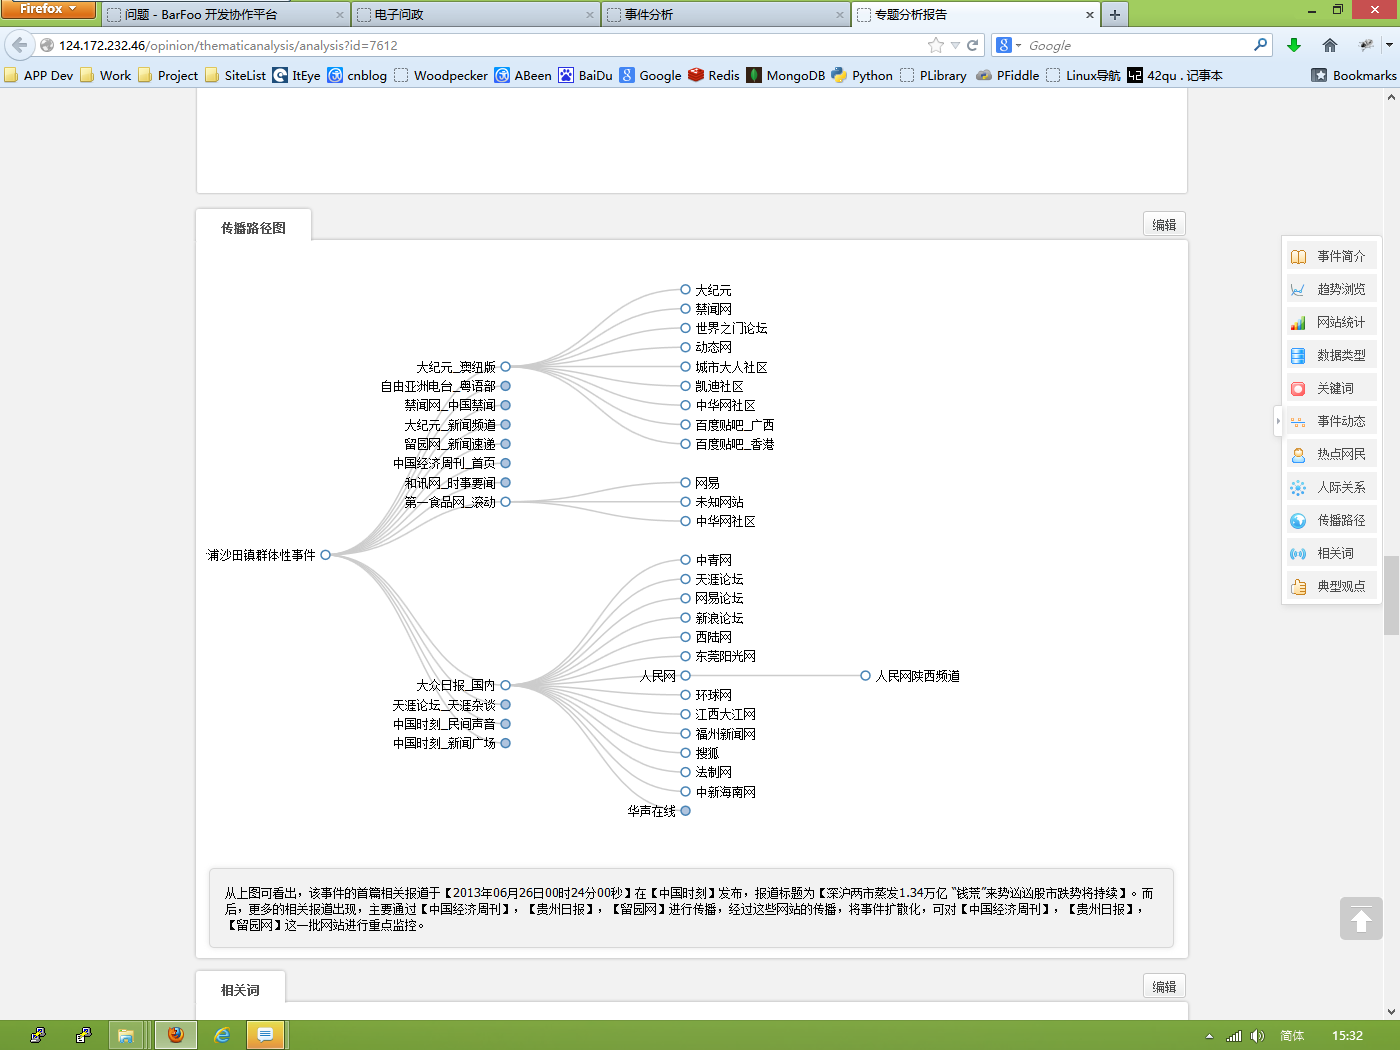 Firefox
问题 - BarFoo 开发协作平台
电子问政
事件分析
专题分析报告
124.172.232.46/opinion/thematicanalysis/analysis?id=7612
Google
APP Dev
Work
Project
SiteList
ItEye
cnblog
Woodpecker
ABeen
BaiDu
Google
Redis
MongoDB
Python
PLibrary
PFiddle
Linux导航
42qu . 记事本
Bookmarks
传播路径图
编辑
大纪元
禁闻网
世界之门论坛
动态网
大纪元_澳纽版
城市大人社区
自由亚洲电台_粤语部
凯迪社区
禁闻网_中国禁闻
中华网社区
大纪元_新闻频道
百度贴吧_广西
留园网_新闻速递
百度贴吧_香港
中国经济周刊_首页
和讯网_时事要闻
网易
第一食品网_滚动
未知网站
中华网社区
浦沙田镇群体性事件
中青网
天涯论坛
网易论坛
新浪论坛
西陆网
东莞阳光网
人民网
人民网陕西频道
大众日报_国内
环球网
天涯论坛_天涯杂谈
江西大江网
中国时刻_民间声音
福州新闻网
中国时刻_新闻广场
搜狐
法制网
中新海南网
华声在线
从上图可看出，该事件的首篇相关报道于【2013年06月26日00时24分00秒】在【中国时刻】发布，报道标题为【深沪两市蒸发1.34万亿 “钱荒”来势汹汹股市跌势将持续】。而
后，更多的相关报道出现，主要通过【中国经济周刊】，【贵州日报】，【留园网】进行传播，经过这些网站的传播，将事件扩散化，可对【中国经济周刊】，【贵州日报】，
【留园网】这一批网站进行重点监控。
相关词
编辑
事件简介
趋势浏览
网站统计
数据类型
关键词
事件动态
热点网民
人际关系
传播路径
相关词
典型观点
简体
15:32